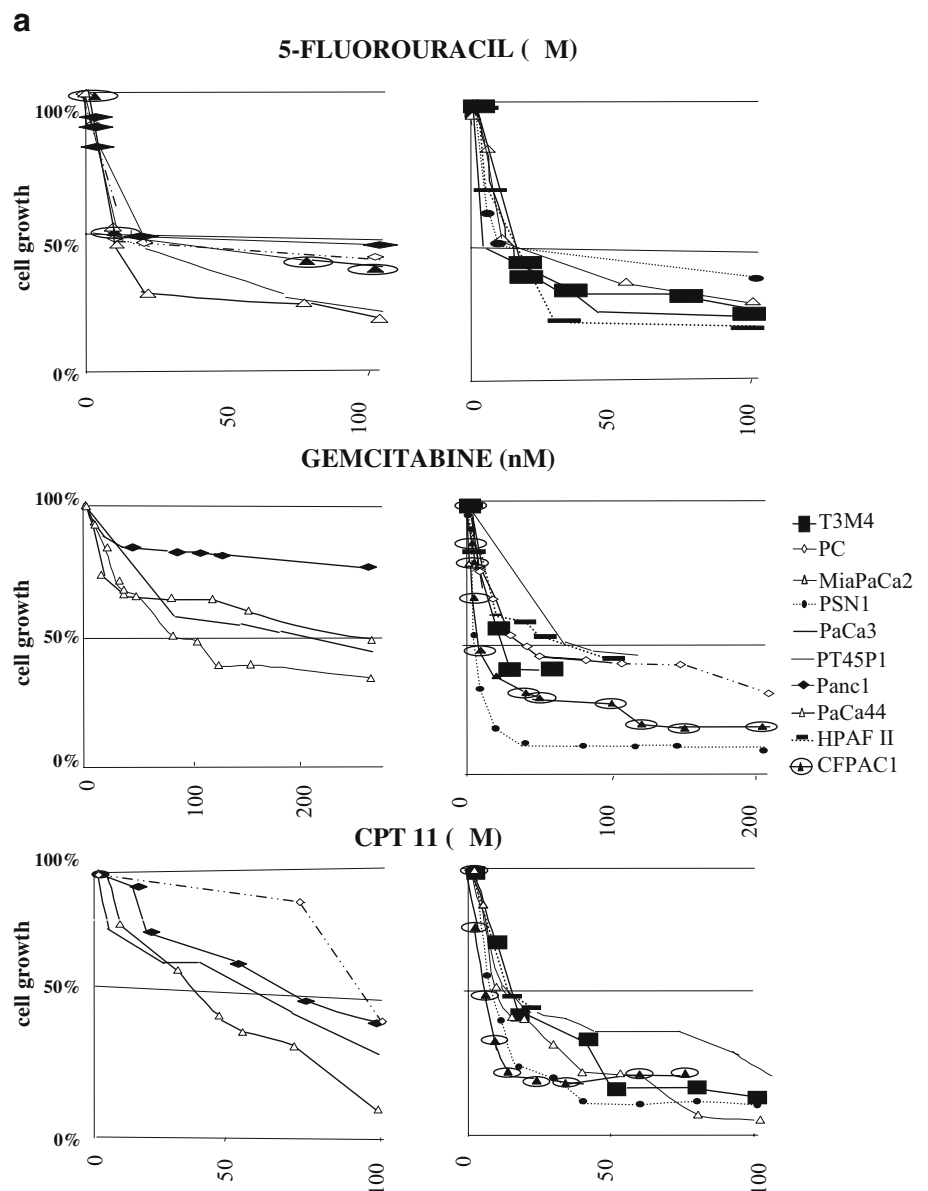 a
5-FLUOROURACIL ( M)
100%
50%
0%
cell growth
0
50
100
0
50
100
GEMCITABINE (nM)
100%
50%
0%
0
100
200
0
100
200
T3M4
PC
MiaPaCa2
PSN1
PaCa3
PT45P1
Panc1
PaCa44
HPAF II
CFPAC1
CPT 11 ( M)
100%
50%
0%
cell growth
0
50
100
0
50
100